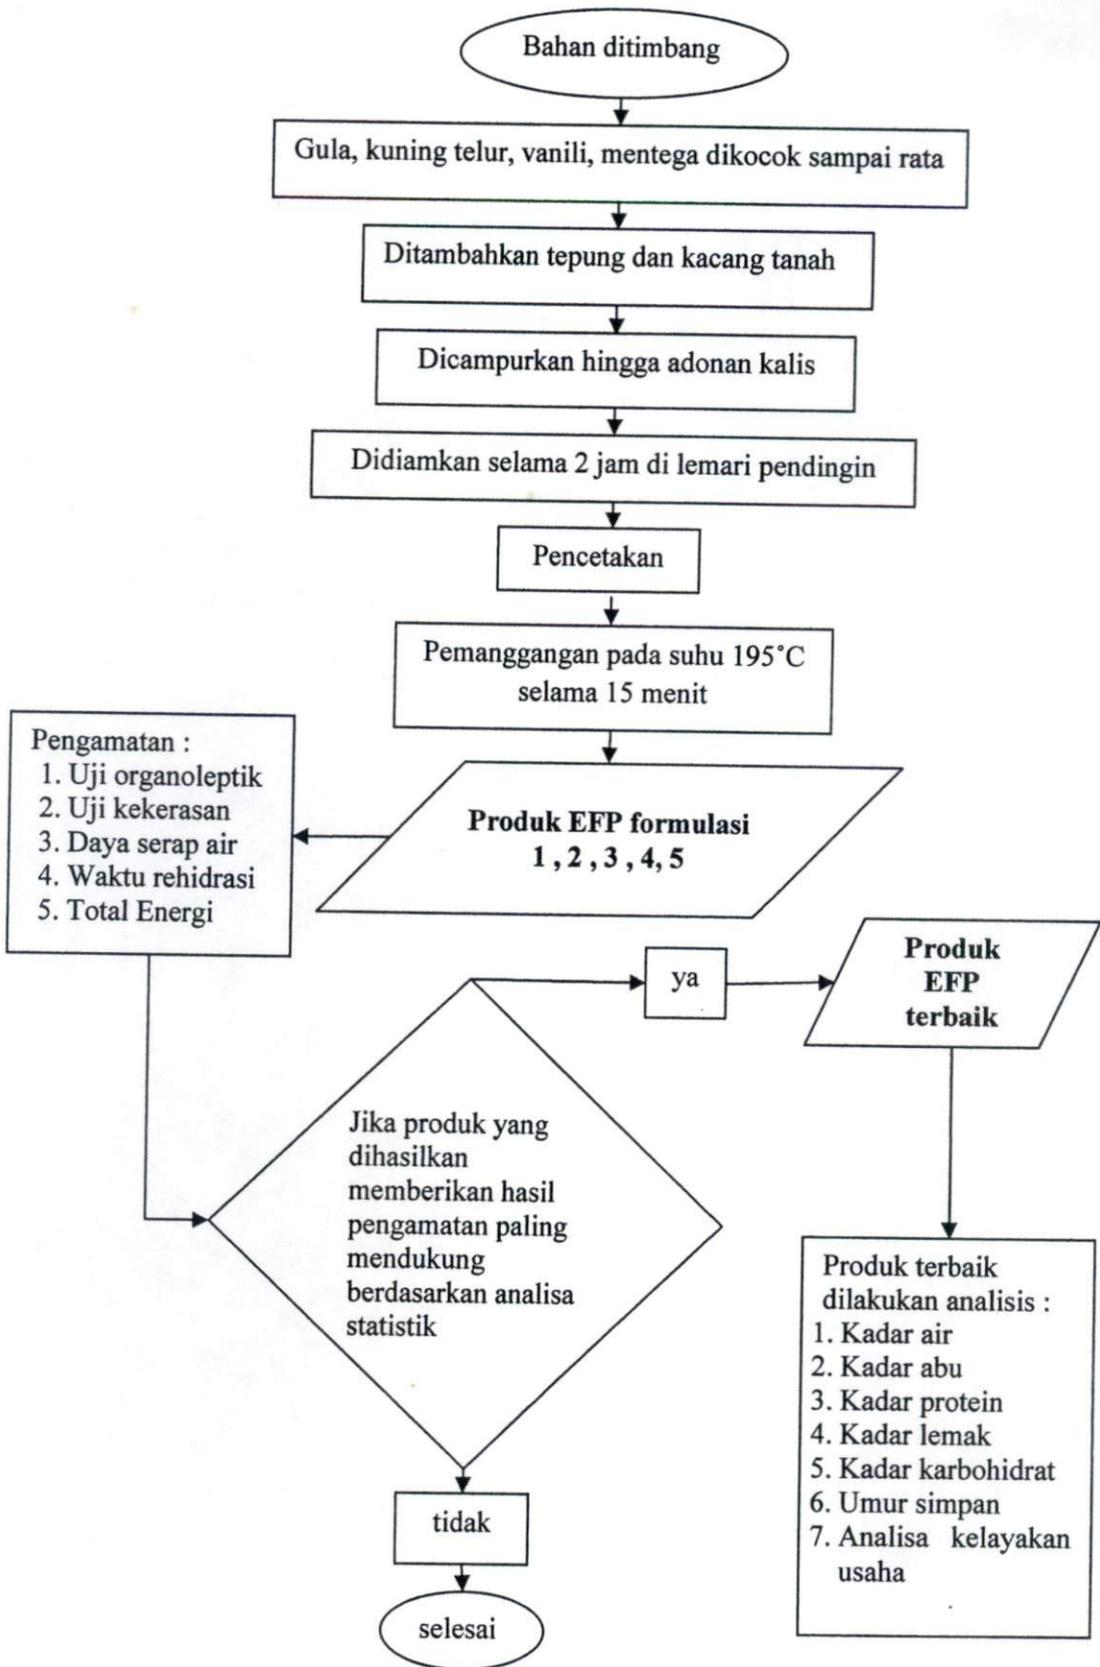 Bahan ditimbang
Gula, kuning telur, vanili, mentega dikocok sampai rata
Ditambahkan tepung dan kacang tanah
Dicampurkan hingga adonan kalis
Didiamkan selama 2 jam di lemari pendingin
Pencetakan
Pemanggangan pada suhu 195°C
selama 15 menit
Pengamatan :
1. Uji organoleptik
2. Uji kekerasan
3. Daya serap air
4. Waktu rehidrasi
5. Total Energi
Produk EFP formulasi
1 , 2 , 3 , 4, 5
ya
Produk
EFP
terbaik
Jika produk yang
dihasilkan
memberikan hasil
pengamatan paling
mendukung
berdasarkan analisa
statistik
Produk terbaik
dilakukan analisis :
1. Kadar air
2. Kadar abu
3. Kadar protein
4. Kadar lemak
5. Kadar karbohidrat
6. Umur simpan
7. Analisa kelayakan
usaha
tidak
selesai